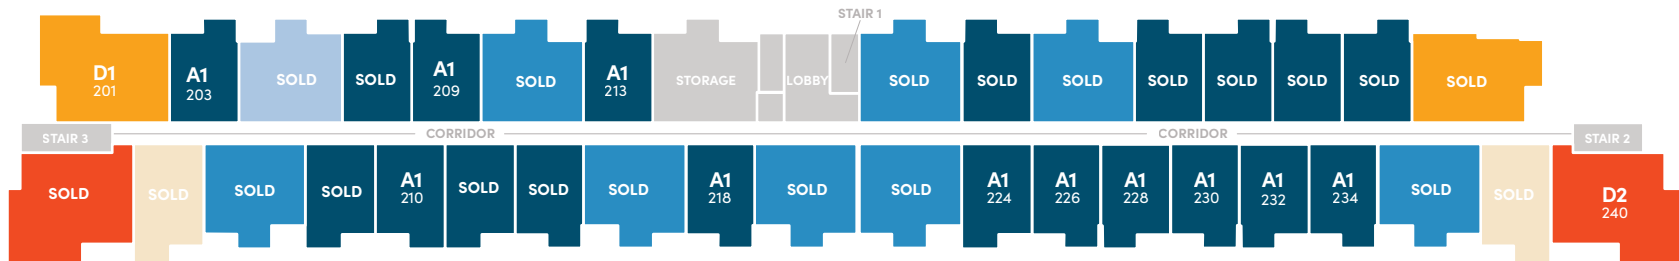 STAIR 1
D1
201
A1
203
SOLD
SOLD
A1
209
SOLD
A1
213
STORAGE
LOBBY
SOLD
SOLD
SOLD
SOLD
SOLD
SOLD
SOLD
SOLD
STAIR 3
CORRIDOR
CORRIDOR
STAIR 2
SOLD
SOLD
SOLD
SOLD
A1
210
SOLD
SOLD
SOLD
A1
218
SOLD
SOLD
A1
224
A1
226
A1
228
A1
230
A1
232
A1
234
SOLD
SOLD
D2
240